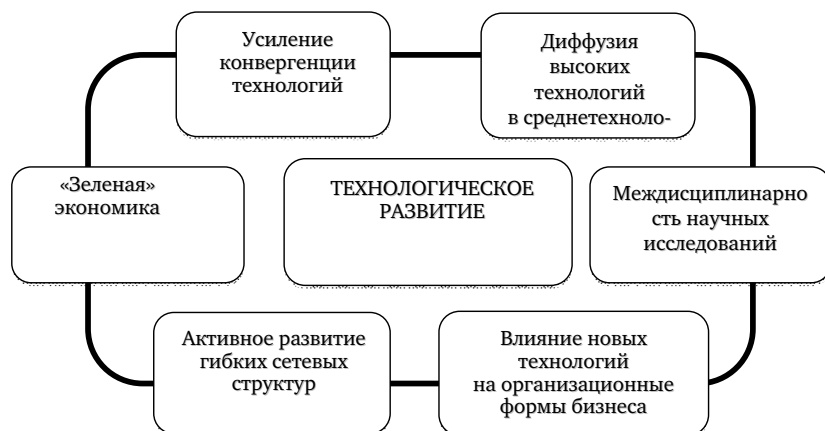 Усиление
конвергенции
технологий
Диффузия
высоких
технологий
в среднетехноло-
«Зеленая»
экономика
ТЕХНОЛОГИЧЕСКОЕ
РАЗВИТИЕ
Междисциплинарно
сть научных
исследований
Активное развитие
гибких сетевых
структур
Влияние новых
технологий
на организационные
формы бизнеса